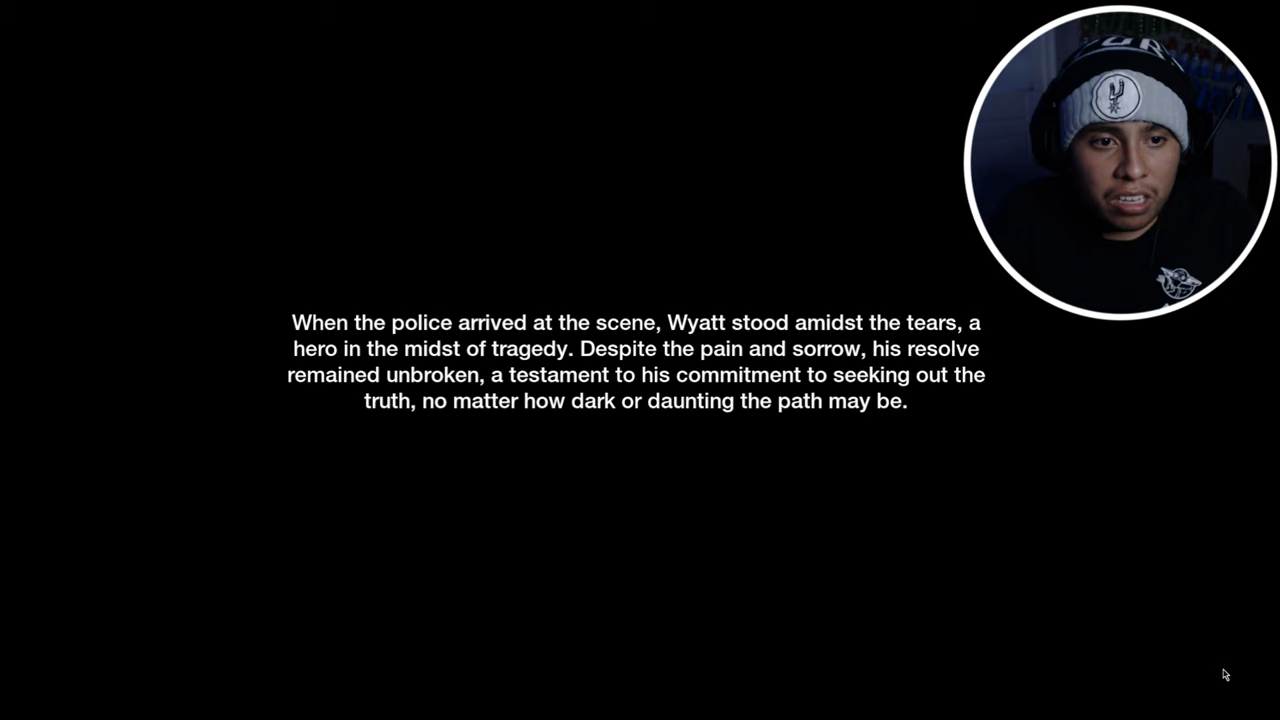 When the police arrived at the scene, Wyatt stood amidst the tears, a
hero in the midst of tragedy. Despite the pain and sorrow, his resolve
remained unbroken, a testament to his commitment to seeking out the
truth, no matter how dark or daunting the path may be.